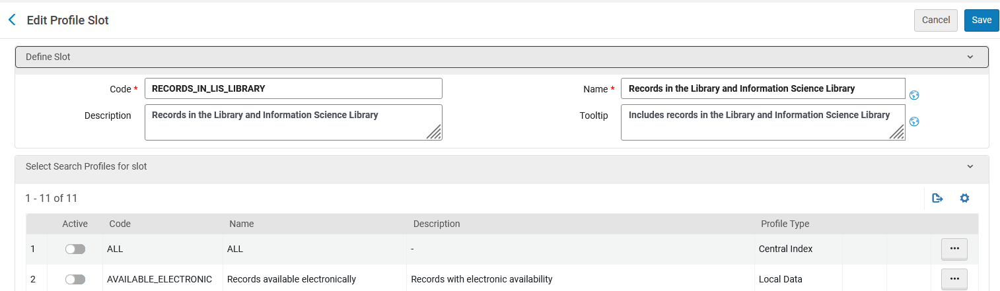 Edit Profile Slot Cancel Save
Define Slot
Code * RECORDS_IN_LIS_LIBRARY Name * Records in the Library and Information Science Library
Description Records in the Library and Information Science Library Tooltip Includes records in the Library and Information Science Library
Select Search Profiles for slot
1 - 11 of 11
Active Code Name Description Profile Type
1 ALL ALL - Central Index
2 AVAILABLE_ELECTRONIC Records available electronically Records with electronic availability Local Data